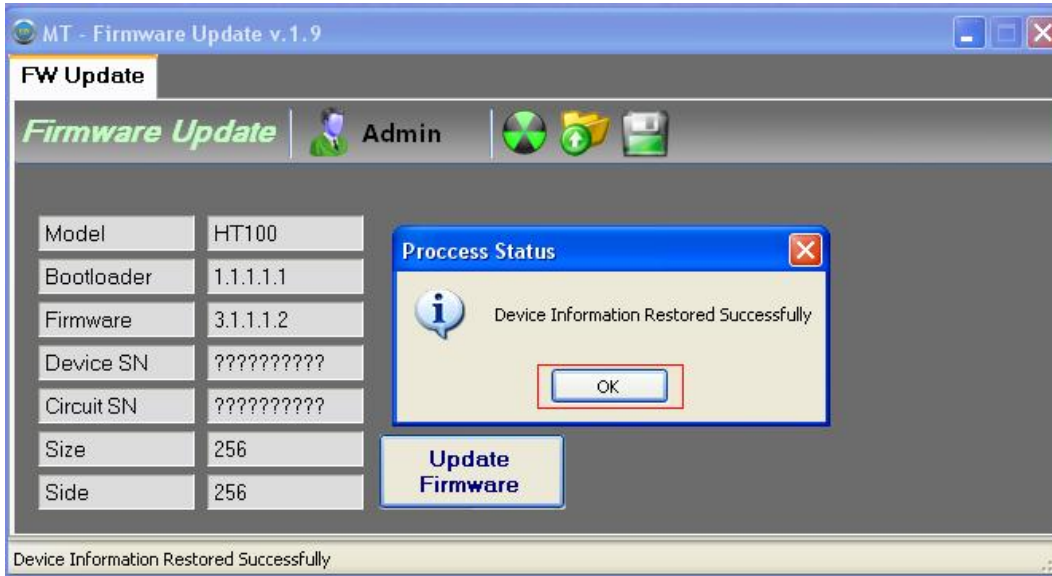 MT - Firmware Update v.1.9
FW Update
Firmware Update
Admin
Model HT100
Bootloader 1.1.1.1.1
Firmware 3.1.1.1.2
Device SN ??????????
Circuit SN ??????????
Size 256
Side 256
Proccess Status
Device Information Restored Successfully
OK
Update
Firmware
Device Information Restored Successfully